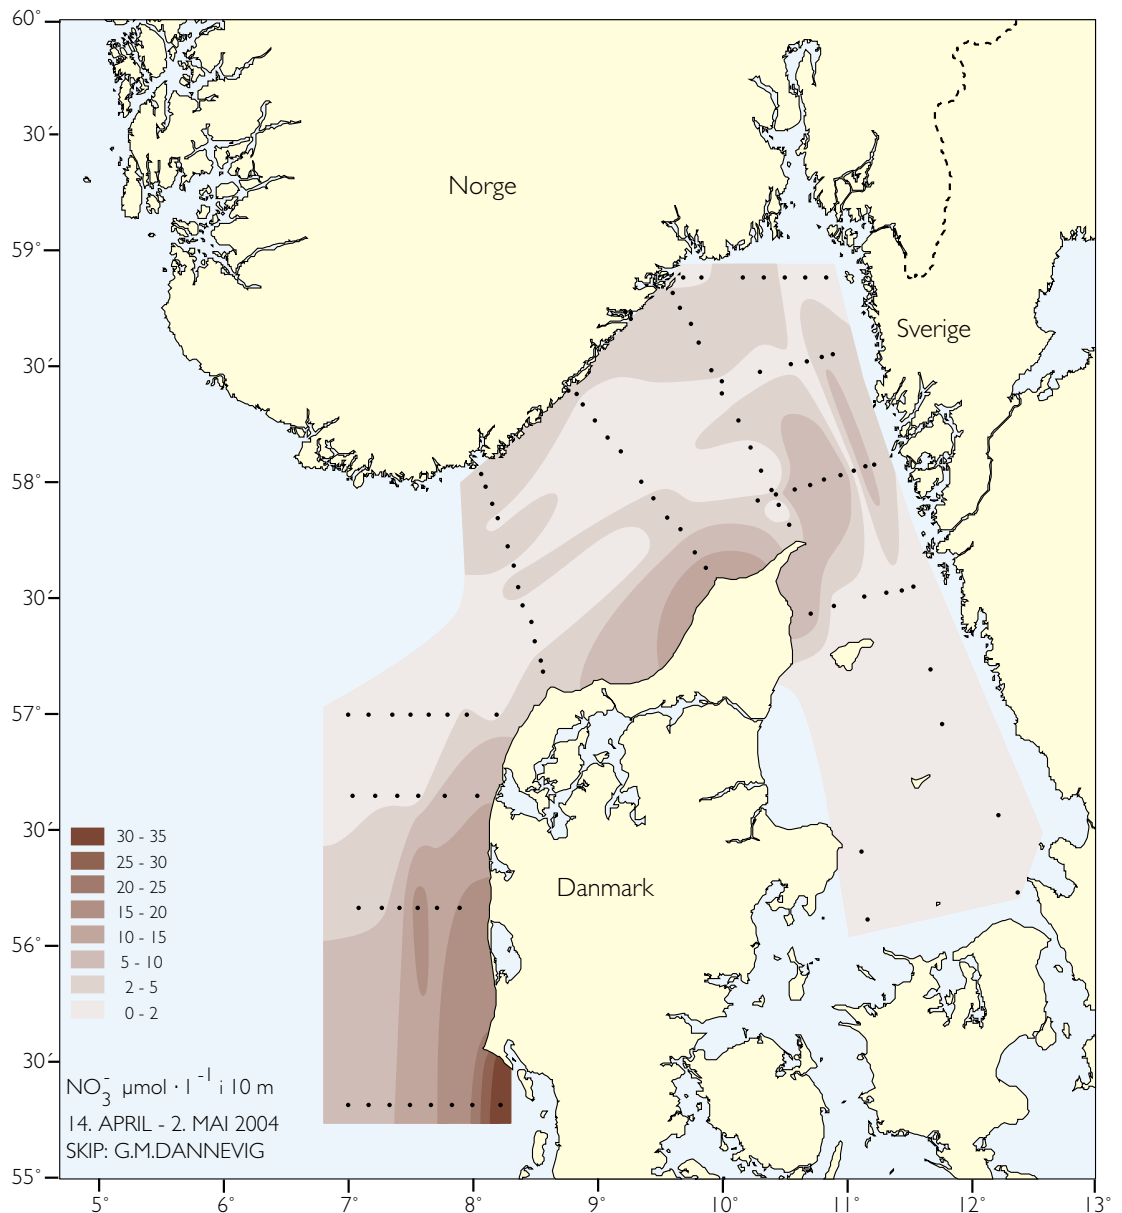 60°
30′
59°
30′
58°
30′
57°
30′
56°
30′
55°
Norge
Sverige
Danmark
30 - 35
25 - 30
20 - 25
15 - 20
10 - 15
5 - 10
2 - 5
0 - 2
NO₃⁻ µmol · l⁻¹ i 10 m
14. APRIL - 2. MAI 2004
SKIP: G.M.DANNEVIG
5° 6° 7° 8° 9° 10° 11° 12° 13°